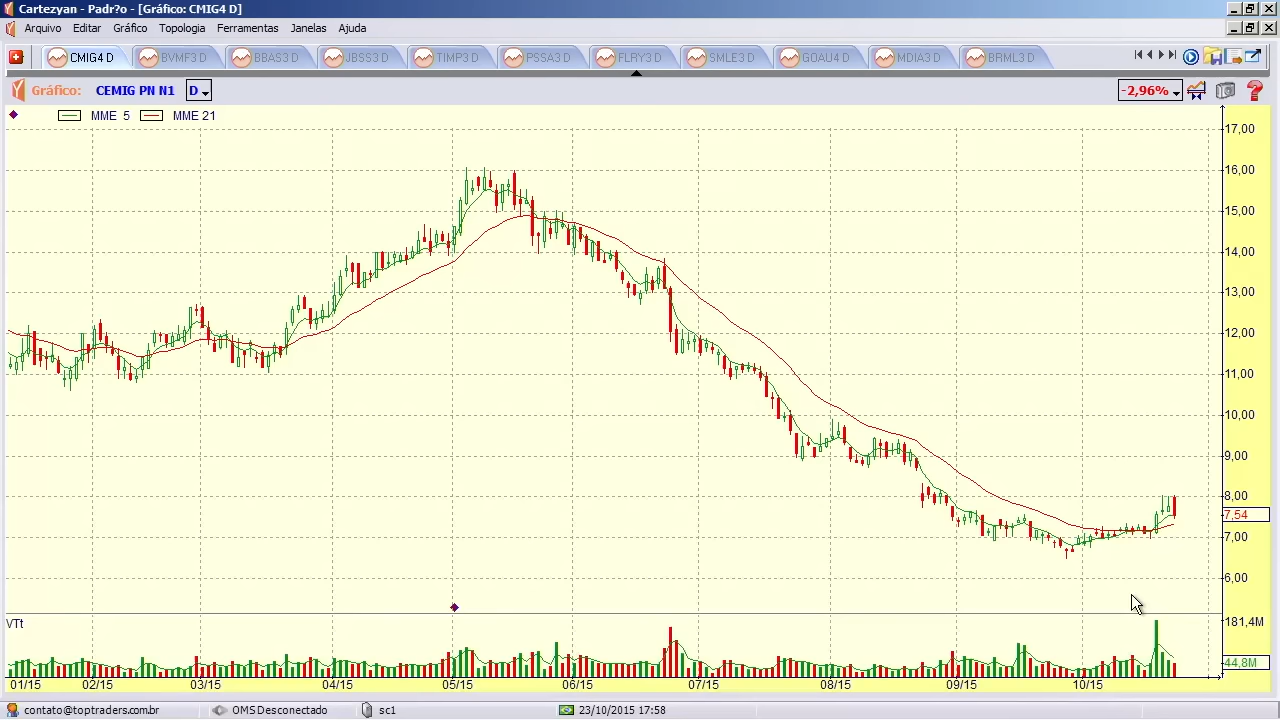 Cartezyan - Padr?o - [Gráfico: CMIG4 D]
Arquivo Editar Gráfico Topologia Ferramentas Janelas Ajuda
CMIG4 D BVMF3 D BBAS3 D JBSS3 D TIMP3 D PSSA3 D FLRY3 D SMLE3 D GOAU4 D MDIA3 D BRML3 D
Gráfico: CEMIG PN N1 D -2,96%
MME 5 MME 21
17,00
16,00
15,00
14,00
13,00
12,00
11,00
10,00
9,00
8,00
7,54
7,00
6,00
VTt 181,4M
44,8M
01/15 02/15 03/15 04/15 05/15 06/15 07/15 08/15 09/15 10/15
contato@toptraders.com.br OMS Desconectado sc1 23/10/2015 17:58